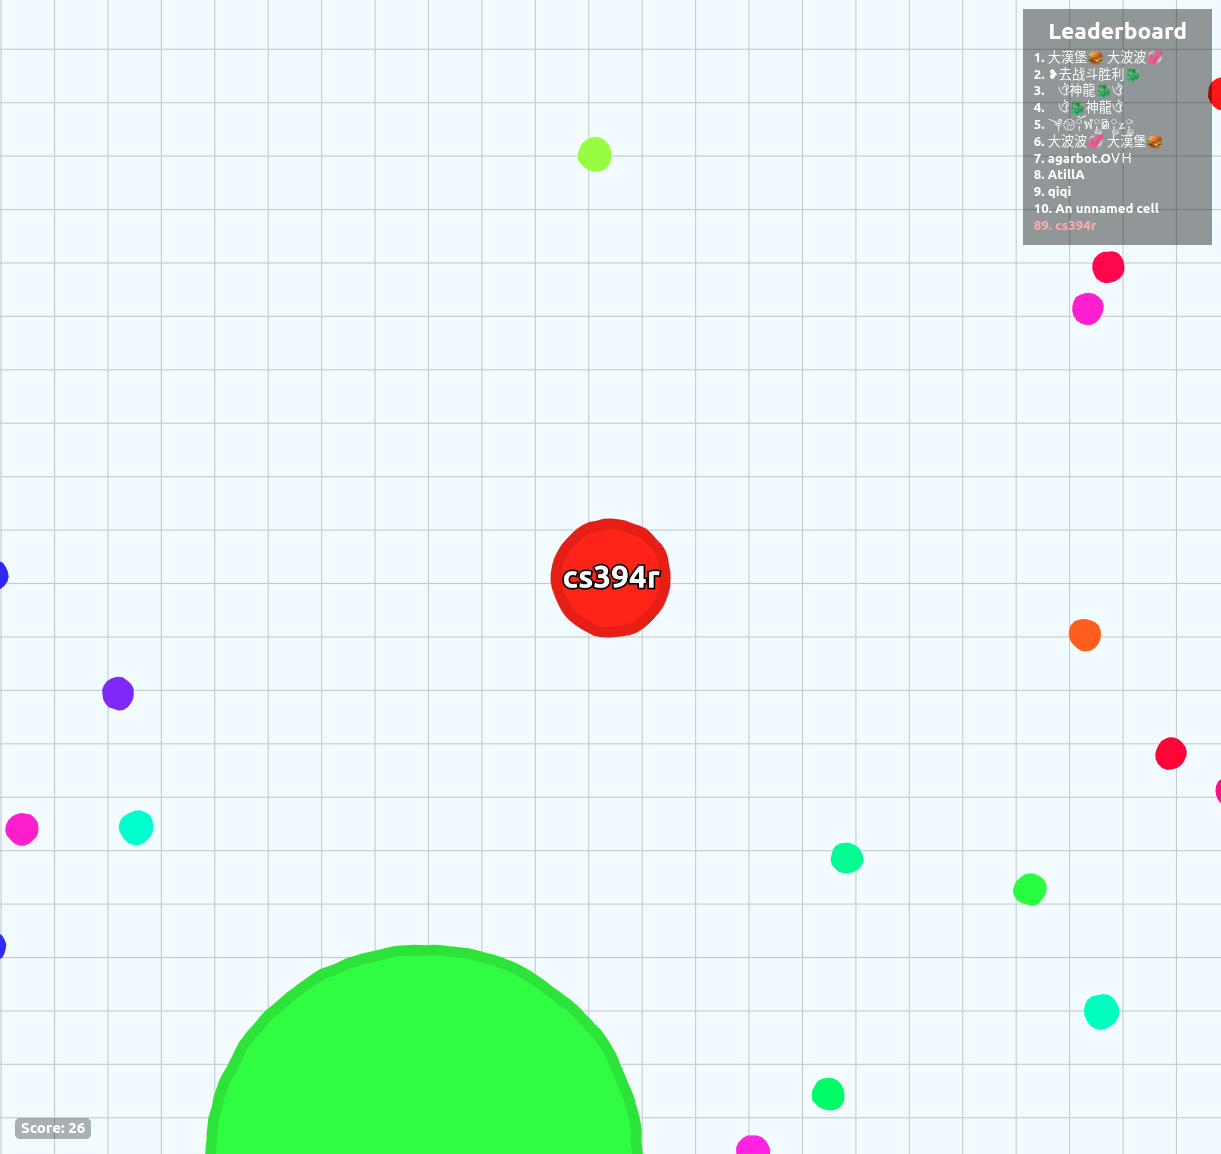 Leaderboard
1. 大漢堡🍔 大波波💞
2. ❥去战斗胜利🐉
3. 神龍🐉
4. 🐉神龍
5.
6. 大波波💞 大漢堡🍔
7. agarbot.OVH
8. AtillA
9. qiqi
10. An unnamed cell
89. cs394r
cs394r
Score: 26